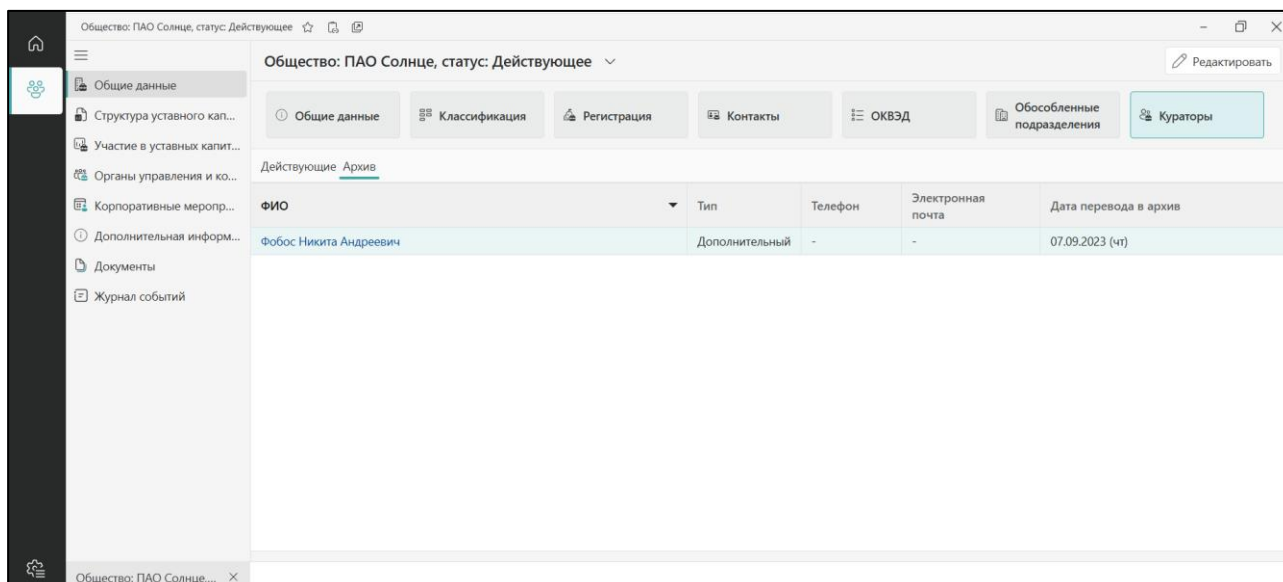 Общество: ПАО Солнце, статус: Действующее
Общие данные
Структура уставного кап...
Участие в уставных капит...
Органы управления и ко...
Корпоративные меропр...
Дополнительная информ...
Документы
Журнал событий
Общество: ПАО Солнце, статус: Действующее
Редактировать
Общие данные
Классификация
Регистрация
Контакты
ОКВЭД
Обособленные
подразделения
Кураторы
Действующие Архив
ФИО Тип Телефон Электронная почта Дата перевода в архив
Фобос Никита Андреевич Дополнительный - - 07.09.2023 (чт)
Общество: ПАО Солнце,...